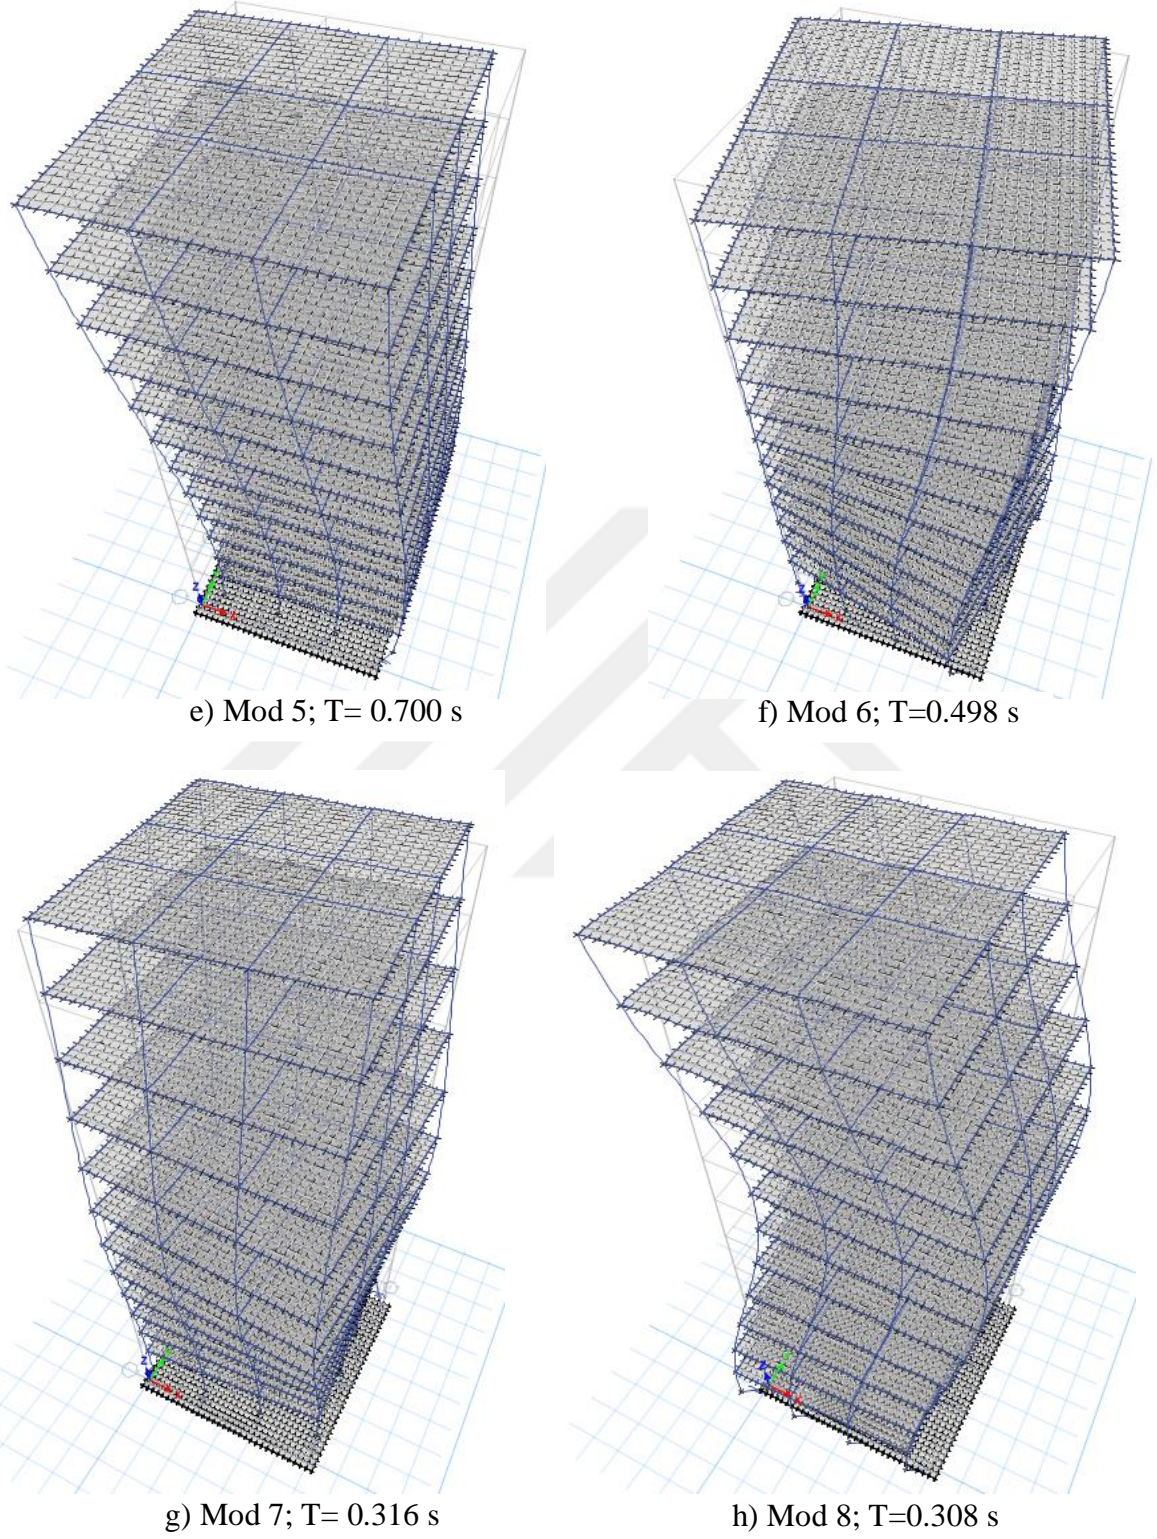 e) Mod 5; T= 0.700 s
f) Mod 6; T=0.498 s
g) Mod 7; T= 0.316 s
h) Mod 8; T=0.308 s